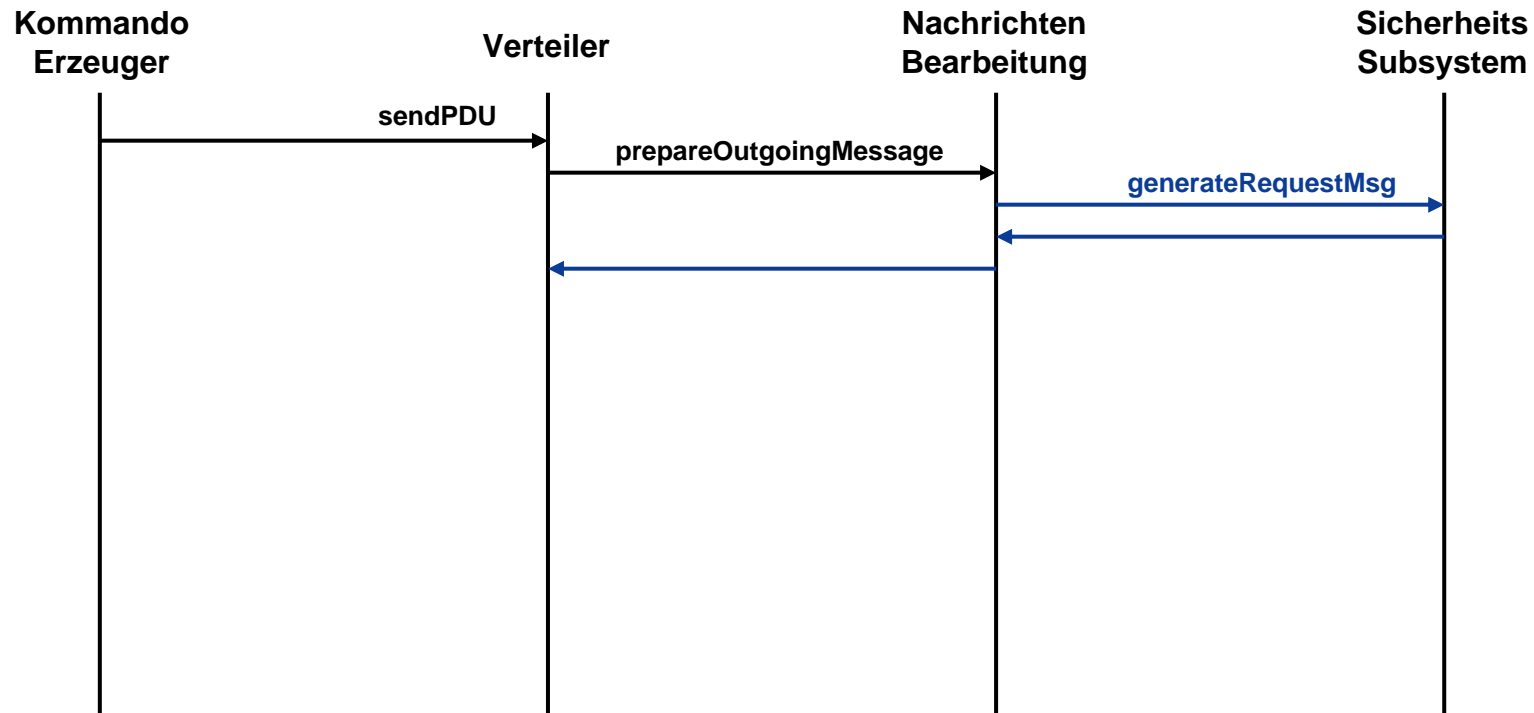 Kommando
Erzeuger
Verteiler
Nachrichten
Bearbeitung
Sicherheits
Subsystem
sendPDU
prepareOutgoingMessage
generateRequestMsg